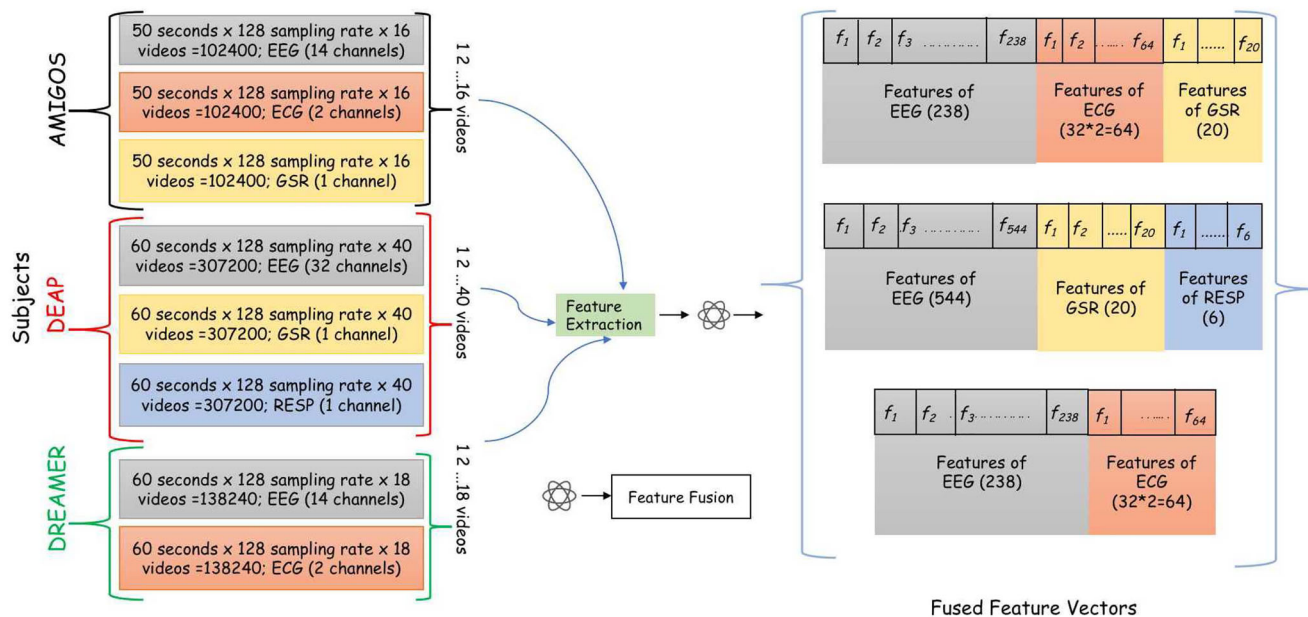 Subjects
AMIGOS
50 seconds x 128 sampling rate x 16
videos =102400; EEG (14 channels)
50 seconds x 128 sampling rate x 16
videos =102400; ECG (2 channels)
50 seconds x 128 sampling rate x 16
videos =102400; GSR (1 channel)
1 2 ...16 videos
DEAP
60 seconds x 128 sampling rate x 40
videos =307200; EEG (32 channels)
60 seconds x 128 sampling rate x 40
videos =307200; GSR (1 channel)
60 seconds x 128 sampling rate x 40
videos =307200; RESP (1 channel)
1 2 ... 40 videos
DREAMER
60 seconds x 128 sampling rate x 18
videos =138240; EEG (14 channels)
60 seconds x 128 sampling rate x 18
videos =138240; ECG (2 channels)
1 2 ...18 videos
Feature
Extraction
Feature Fusion
f1 f2 f3 ............ f238 f1 f2 ....... f64 f1 ...... f20
Features of
EEG (238)
Features of
ECG
(32*2=64)
Features
of GSR
(20)
f1 f2 f3 ............ f544 f1 f2 ..... f20 f1 ...... f6
Features of
EEG (544)
Features of
GSR (20)
Features
of RESP
(6)
f1 f2 . f3............ f238 f1 ...... f64
Features of
EEG (238)
Features of
ECG
(32*2=64)
Fused Feature Vectors